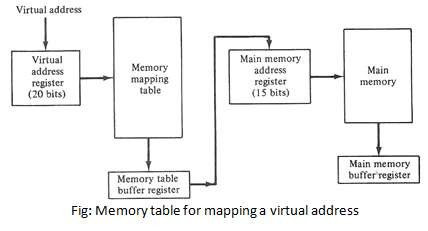 Virtual address
Virtual
address
register
(20 bits)
Memory
mapping
table
Memory table
buffer register
Main memory
address
register
(15 bits)
Main
memory
Main memory
buffer register
Fig: Memory table for mapping a virtual address